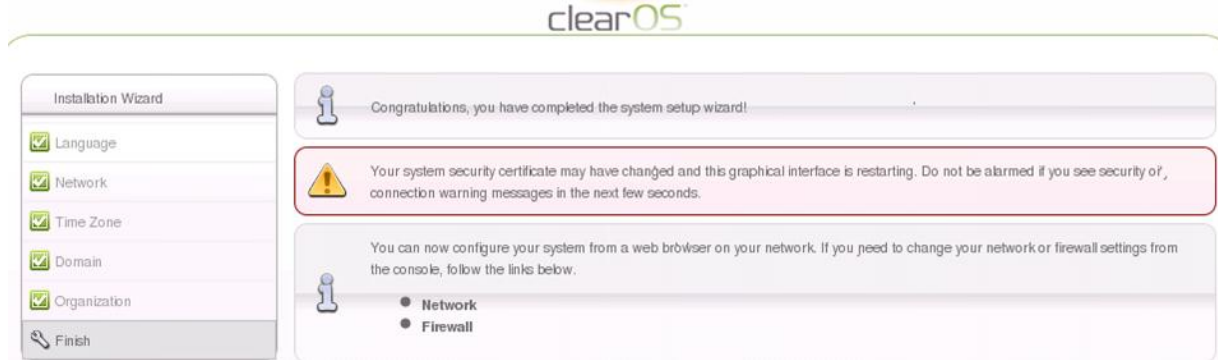 clearOS
Installation Wizard
Language
Network
Time Zone
Domain
Organization
Finish
Congratulations, you have completed the system setup wizard!
Your system security certificate may have changed and this graphical interface is restarting. Do not be alarmed if you see security or
connection warning messages in the next few seconds.
You can now configure your system from a web browser on your network. If you need to change your network or firewall settings from
the console, follow the links below.
Network
Firewall